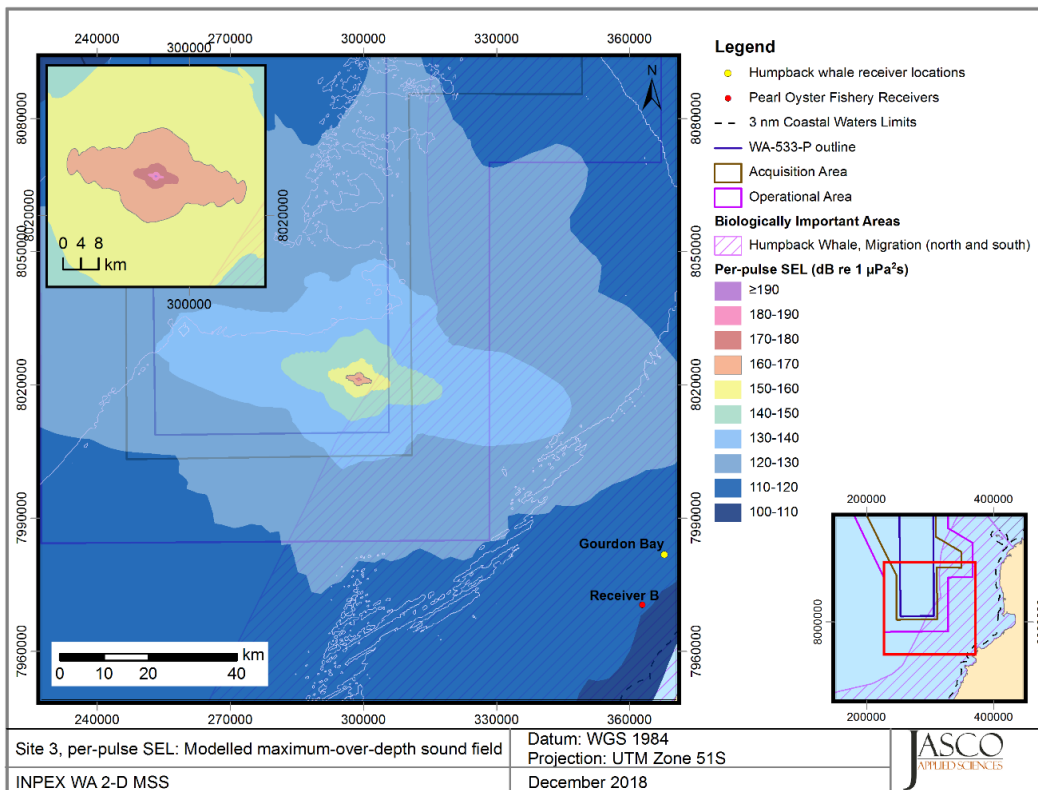 240000 270000 300000 330000 360000
300000
8080000
8050000
8020000
7990000
7960000
8080000
8050000
8020000
7990000
7960000
N
8020000
0 4 8
km
300000
Gourdon Bay
Receiver B
km
0 10 20 40
240000 270000 300000 330000 360000
Legend
Humpback whale receiver locations
Pearl Oyster Fishery Receivers
3 nm Coastal Waters Limits
WA-533-P outline
Acquisition Area
Operational Area
Biologically Important Areas
Humpback Whale, Migration (north and south)
Per-pulse SEL (dB re 1 µPa²s)
≥190
180-190
170-180
160-170
150-160
140-150
130-140
120-130
110-120
100-110
200000 400000
8000000
200000 400000
Site 3, per-pulse SEL: Modelled maximum-over-depth sound field
INPEX WA 2-D MSS
Datum: WGS 1984
Projection: UTM Zone 51S
December 2018
JASCO
APPLIED SCIENCES